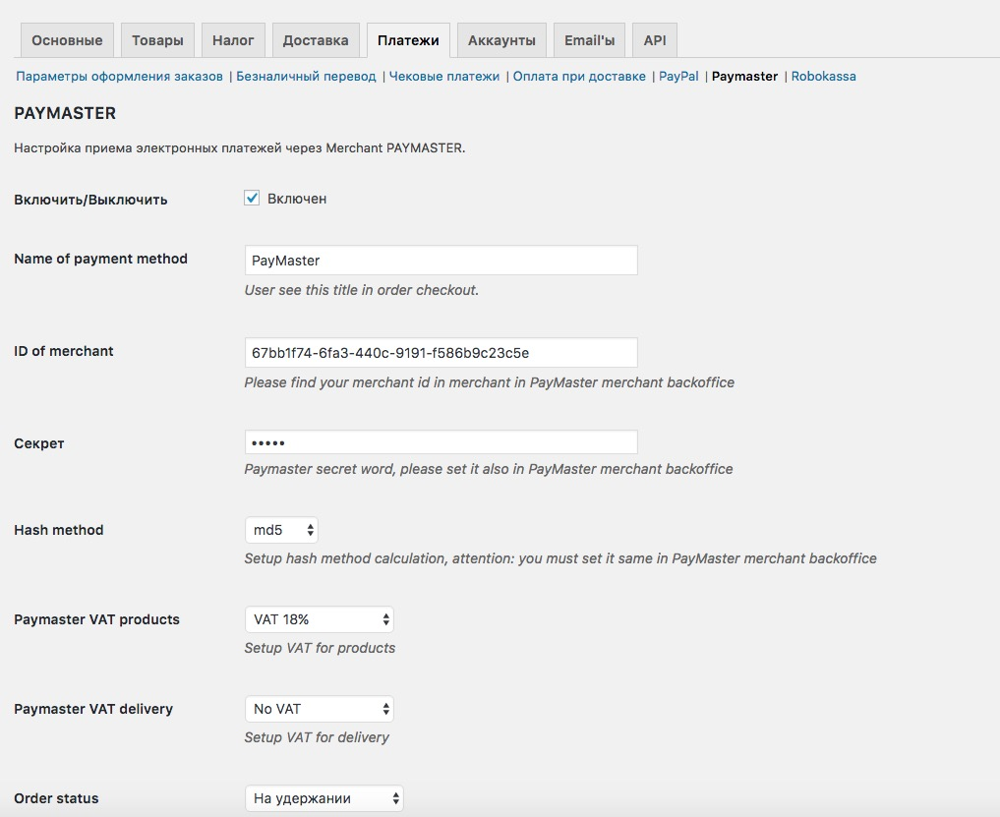 Основные Товары Налог Доставка Платежи Аккаунты Email'ы API
Параметры оформления заказов | Безналичный перевод | Чековые платежи | Оплата при доставке | PayPal | Paymaster | Robokassa
PAYMASTER
Настройка приема электронных платежей через Merchant PAYMASTER.
Включить/Выключить Включен
Name of payment method PayMaster
User see this title in order checkout.
ID of merchant 67bb1f74-6fa3-440c-9191-f586b9c23c5e
Please find your merchant id in merchant in PayMaster merchant backoffice
Секрет •••••
Paymaster secret word, please set it also in PayMaster merchant backoffice
Hash method md5
Setup hash method calculation, attention: you must set it same in PayMaster merchant backoffice
Paymaster VAT products VAT 18%
Setup VAT for products
Paymaster VAT delivery No VAT
Setup VAT for delivery
Order status На удержании